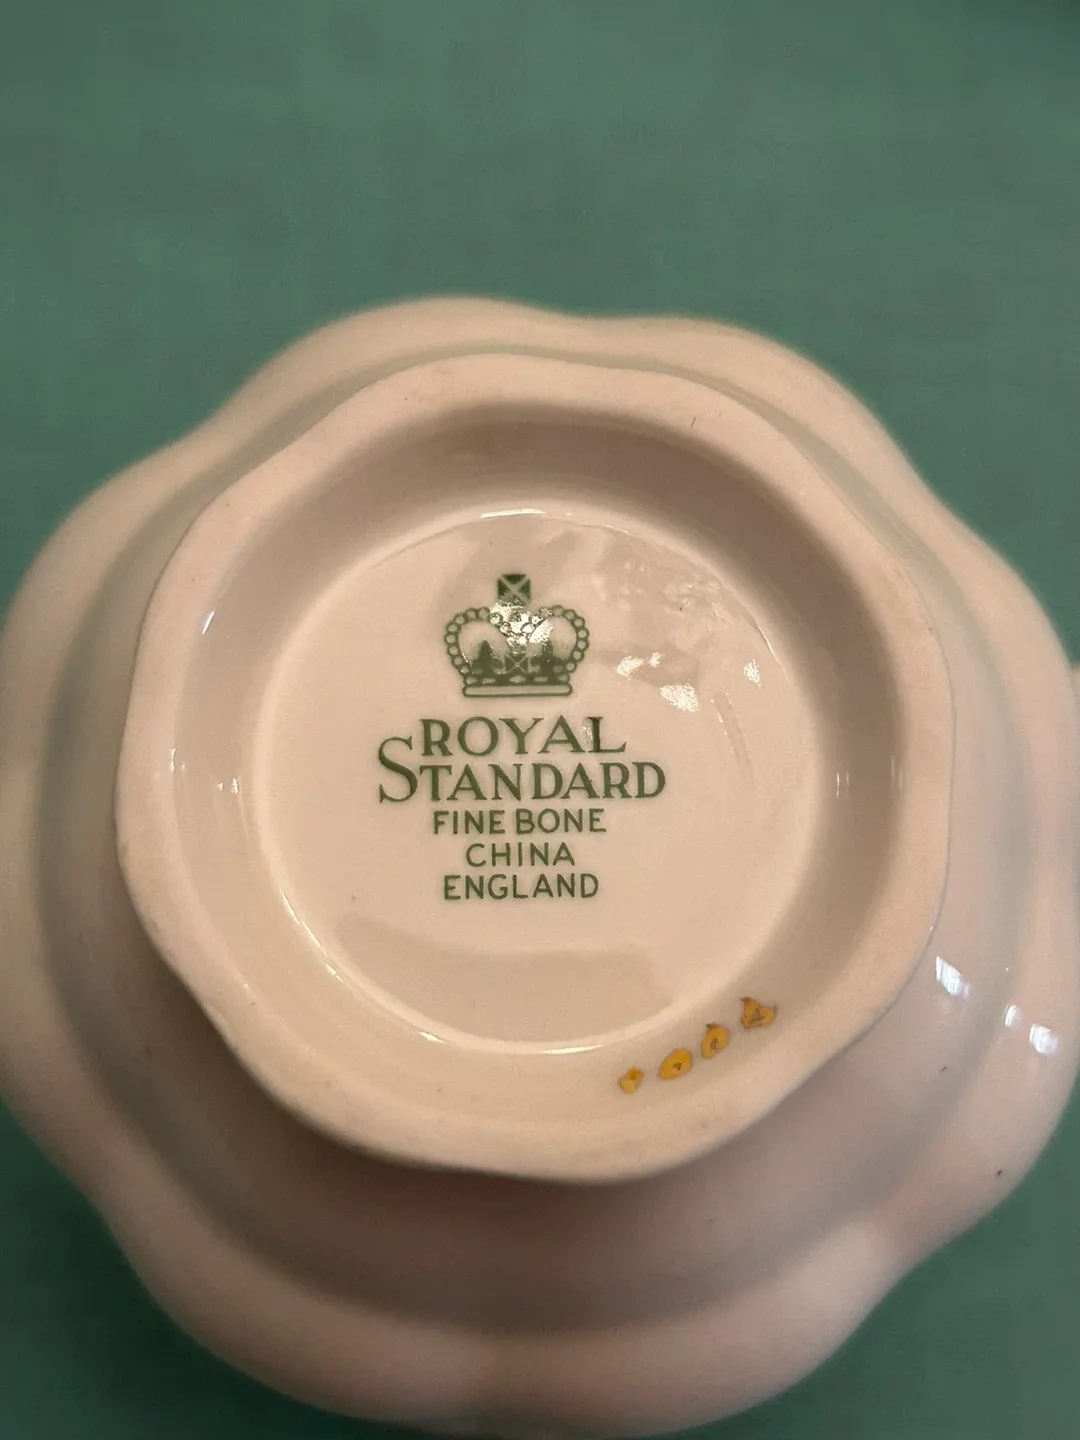 ROYAL
STANDARD
FINE BONE
CHINA
ENGLAND